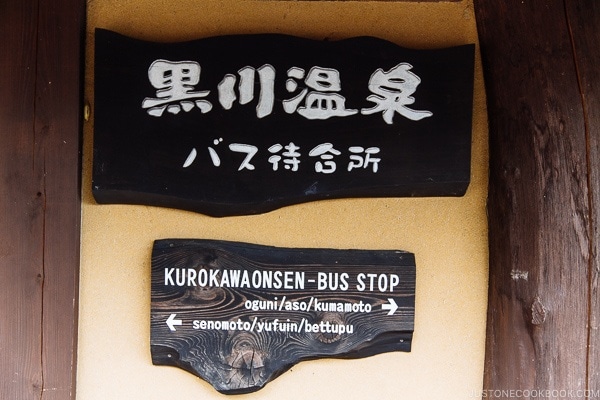 黒川温泉
バス待合所
KUROKAWAONSEN-BUS STOP
oguni/aso/kumamoto →
← senomoto/yufuin/bettupu